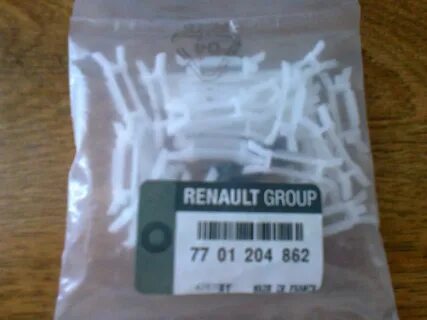 RENAULT GROUP
77 01 204 862
MADE IN FRANCE